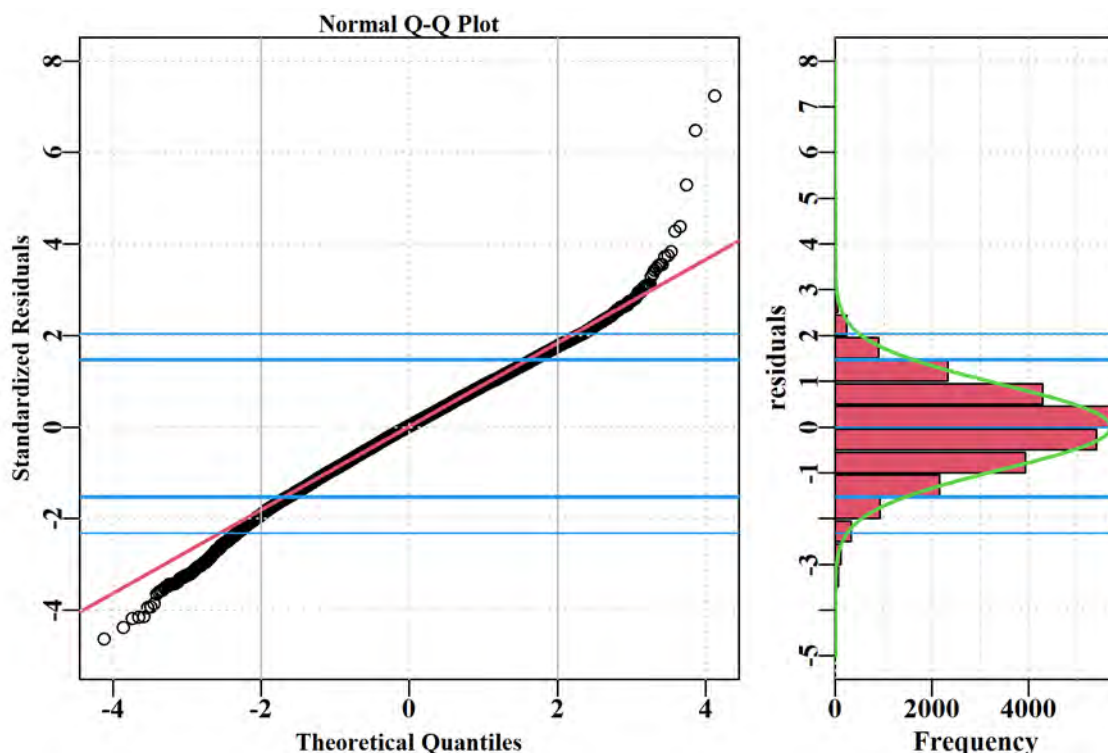 Normal Q-Q Plot
8
6
4
2
0
-2
-4
Standardized Residuals
-4 -2 0 2 4
Theoretical Quantiles
8
7
6
5
4
3
2
1
0
-1
-3
-5
residuals
0 2000 4000
Frequency